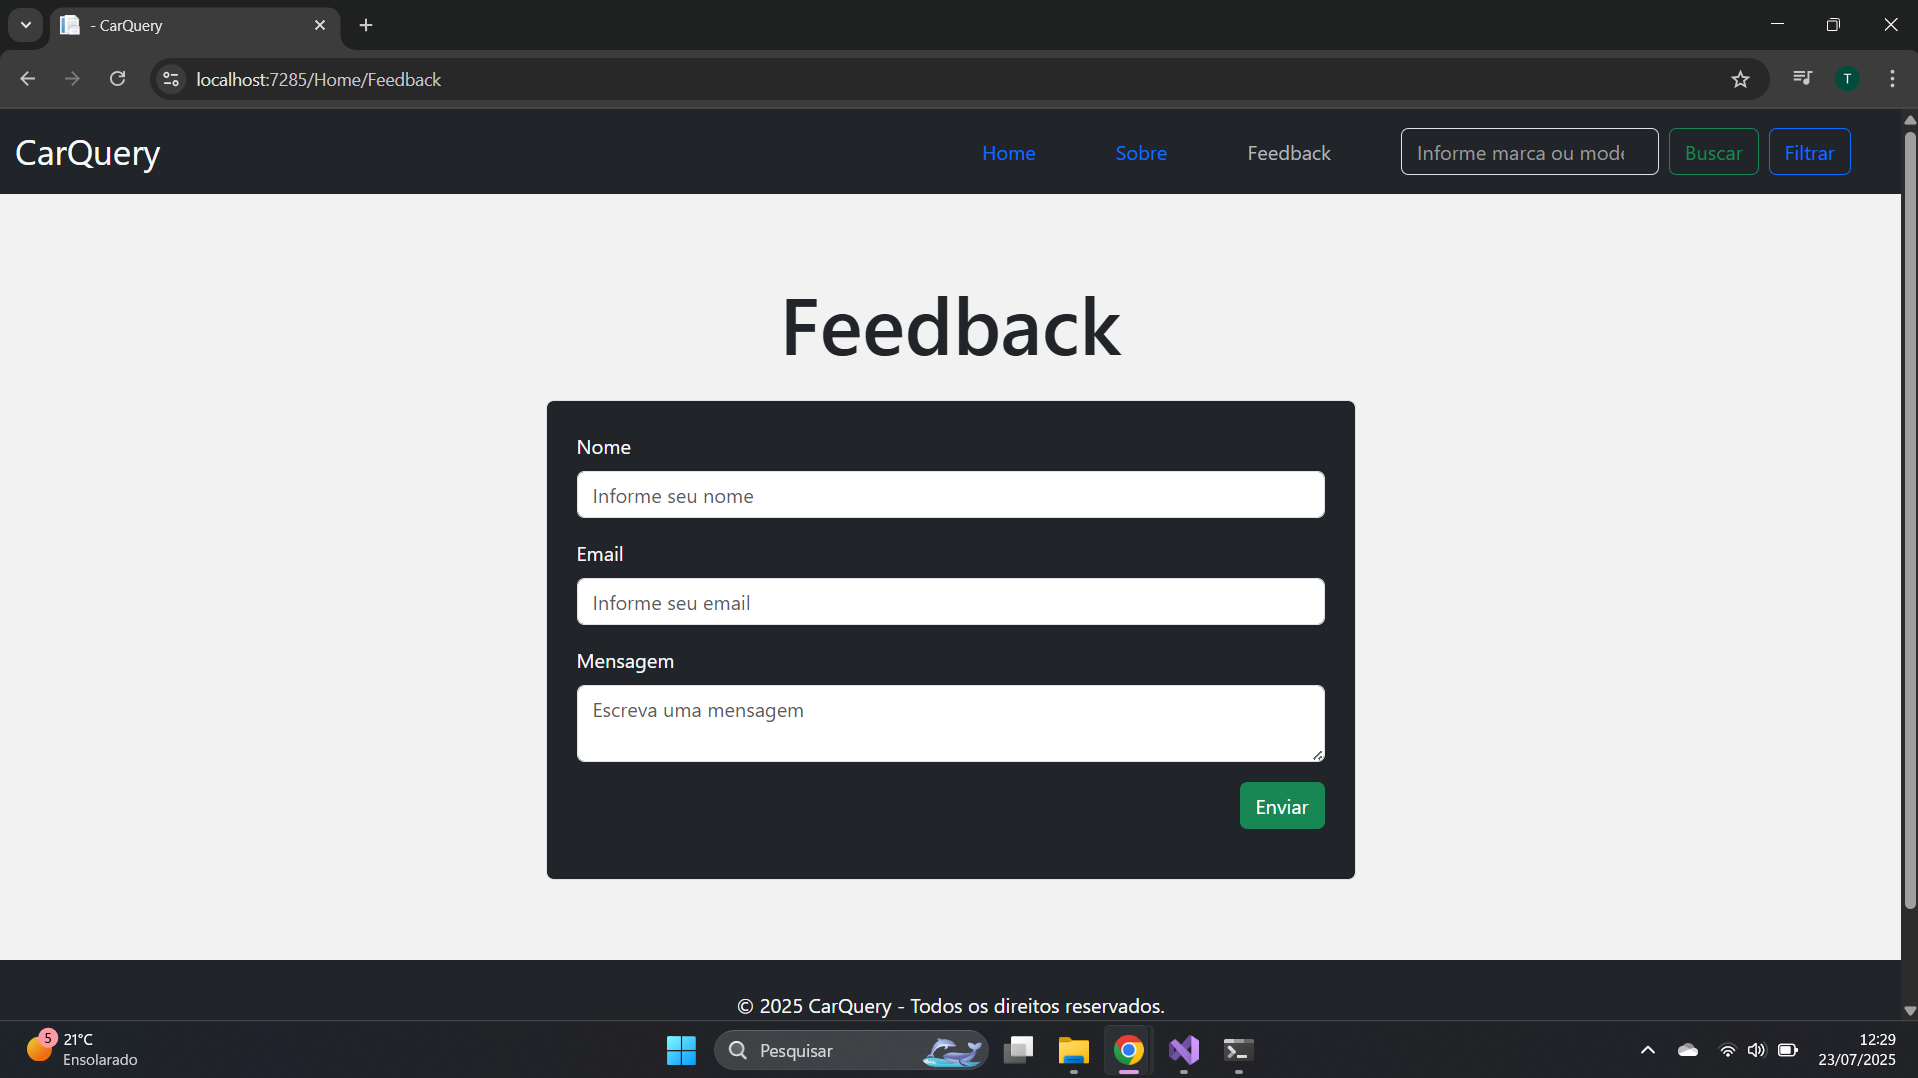 - CarQuery
localhost:7285/Home/Feedback
T
CarQuery
Home
Sobre
Feedback
Informe marca ou mode
Buscar
Filtrar
Feedback
Nome
Informe seu nome
Email
Informe seu email
Mensagem
Escreva uma mensagem
Enviar
© 2025 CarQuery - Todos os direitos reservados.
5
21°C
Ensolarado
Pesquisar
12:29
23/07/2025